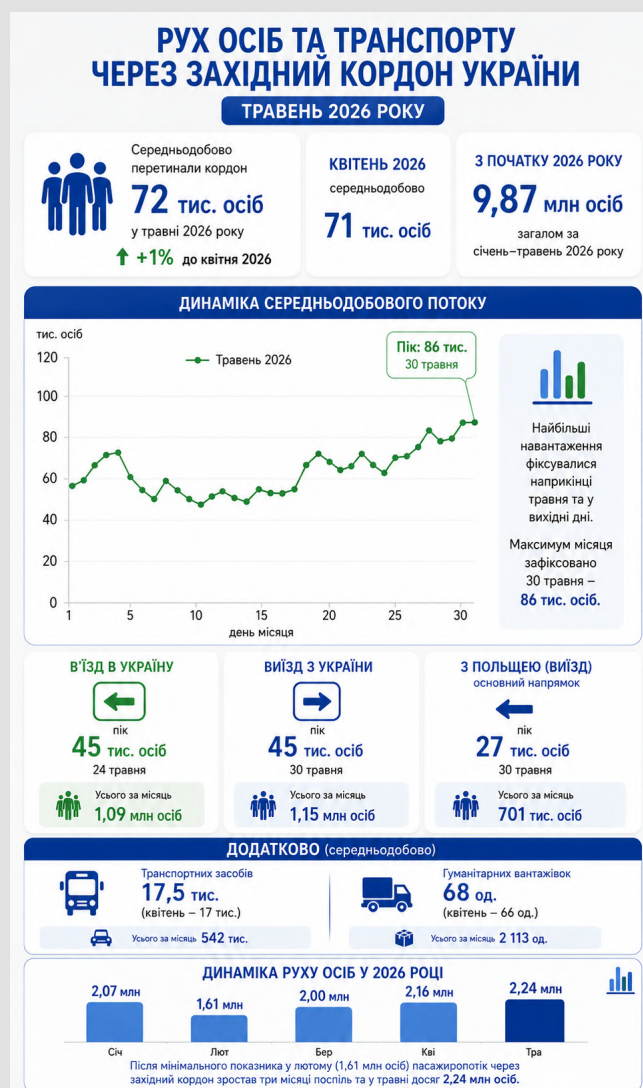 РУХ ОСІБ ТА ТРАНСПОРТУ
ЧЕРЕЗ ЗАХІДНИЙ КОРДОН УКРАЇНИ
ТРАВЕНЬ 2026 РОКУ
Середньодобово
перетинали кордон
72 тис. осіб
у травні 2026 року
+1% до квітня 2026
КВІТЕНЬ 2026
середньодобово
71 тис. осіб
З ПОЧАТКУ 2026 РОКУ
9,87 млн осіб
загалом за
січень–травень 2026 року
ДИНАМІКА СЕРЕДНЬОДОБОВОГО ПОТОКУ
тис. осіб
120
100
80
60
40
20
0
Травень 2026
Пік: 86 тис.
30 травня
1 5 10 15 20 25 30
день місяця
Найбільші
навантаження
фіксувалися
наприкінці
травня та у
вихідні дні.
Максимум місяця
зафіксовано
30 травня –
86 тис. осіб.
В'ЇЗД В УКРАЇНУ
пік
45 тис. осіб
24 травня
Усього за місяць
1,09 млн осіб
ВИЇЗД З УКРАЇНИ
пік
45 тис. осіб
30 травня
Усього за місяць
1,15 млн осіб
З ПОЛЬЩЕЮ (ВИЇЗД)
основний напрямок
пік
27 тис. осіб
30 травня
Усього за місяць
701 тис. осіб
ДОДАТКОВО (середньодобово)
Транспортних засобів
17,5 тис.
(квітень – 17 тис.)
Усього за місяць 542 тис.
Гуманітарних вантажівок
68 од.
(квітень – 66 од.)
Усього за місяць 2 113 од.
ДИНАМІКА РУХУ ОСІБ У 2026 РОЦІ
2,07 млн
1,61 млн
2,00 млн
2,16 млн
2,24 млн
Січ Лют Бер Кві Тра
Після мінімального показника у лютому (1,61 млн осіб) пасажиропотік через
західний кордон зростав три місяці поспіль та у травні досяг 2,24 млн осіб.